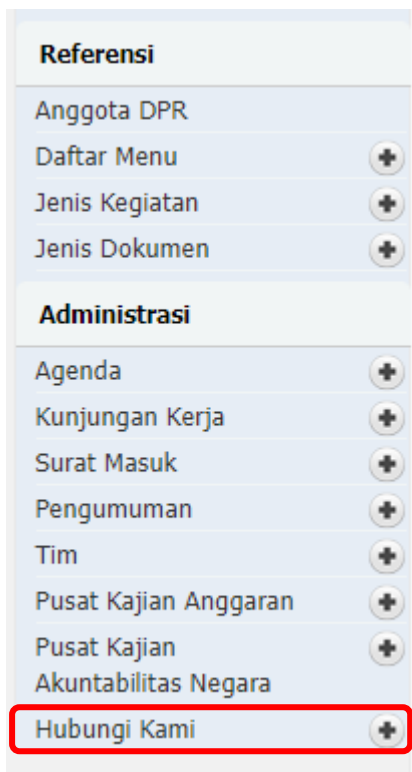 Referensi
Anggota DPR
Daftar Menu
Jenis Kegiatan
Jenis Dokumen
Administrasi
Agenda
Kunjungan Kerja
Surat Masuk
Pengumuman
Tim
Pusat Kajian Anggaran
Pusat Kajian
Akuntabilitas Negara
Hubungi Kami